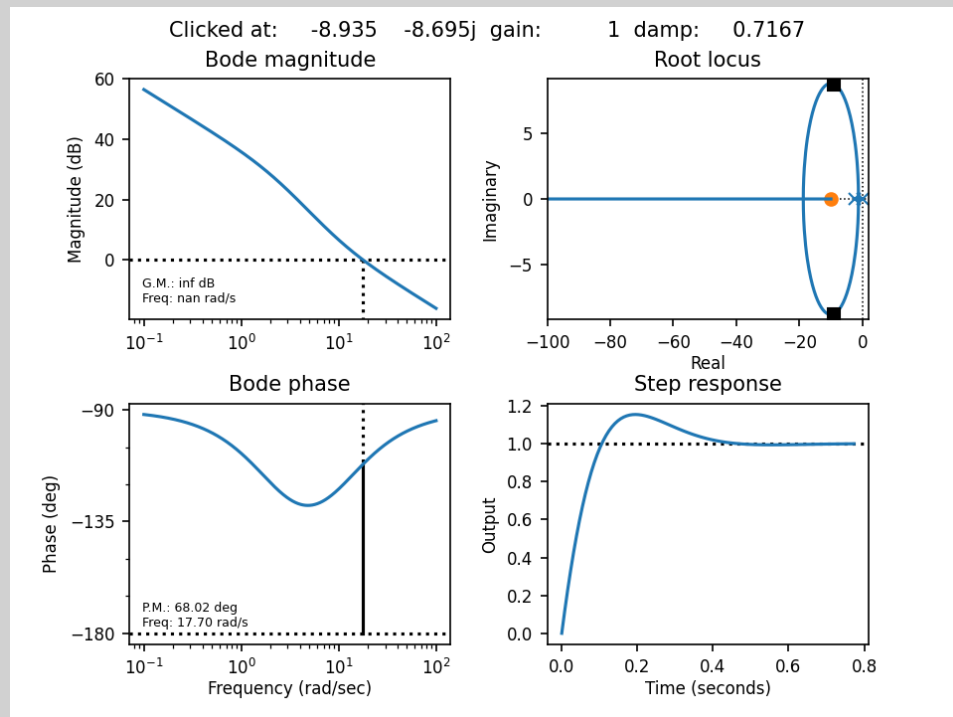 Clicked at: -8.935 -8.695j gain: 1 damp: 0.7167
Bode magnitude
Magnitude (dB)
60
40
20
0
G.M.: inf dB
Freq: nan rad/s
10⁻¹ 10⁰ 10¹ 10²
Root locus
Imaginary
5
0
−5
−100 −80 −60 −40 −20 0
Real
Bode phase
Phase (deg)
−90
−135
−180
P.M.: 68.02 deg
Freq: 17.70 rad/s
10⁻¹ 10⁰ 10¹ 10²
Frequency (rad/sec)
Step response
Output
1.2
1.0
0.8
0.6
0.4
0.2
0.0
0.0 0.2 0.4 0.6 0.8
Time (seconds)